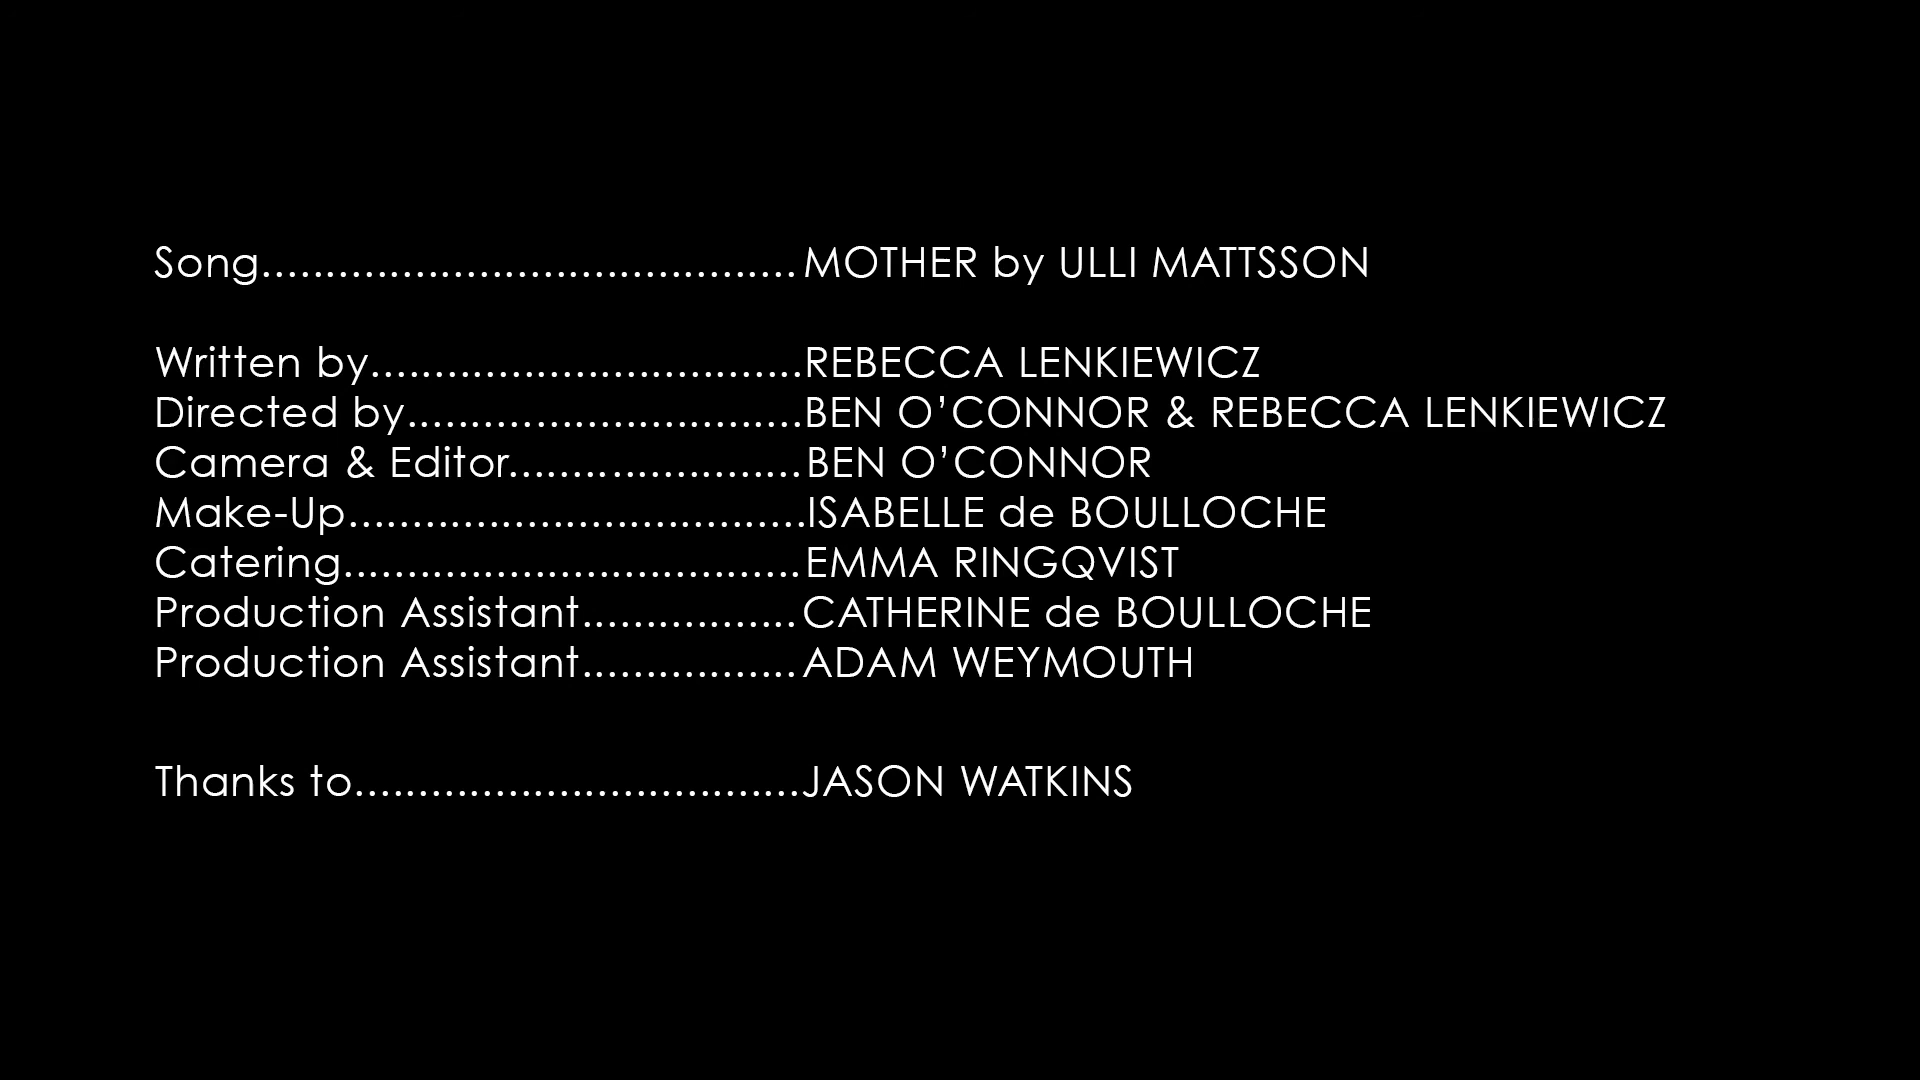 Song..........................................MOTHER by ULLI MATTSSON
Written by..................................REBECCA LENKIEWICZ
Directed by...............................BEN O’CONNOR & REBECCA LENKIEWICZ
Camera & Editor.......................BEN O’CONNOR
Make-Up....................................ISABELLE de BOULLOCHE
Catering....................................EMMA RINGQVIST
Production Assistant.................CATHERINE de BOULLOCHE
Production Assistant.................ADAM WEYMOUTH
Thanks to...................................JASON WATKINS